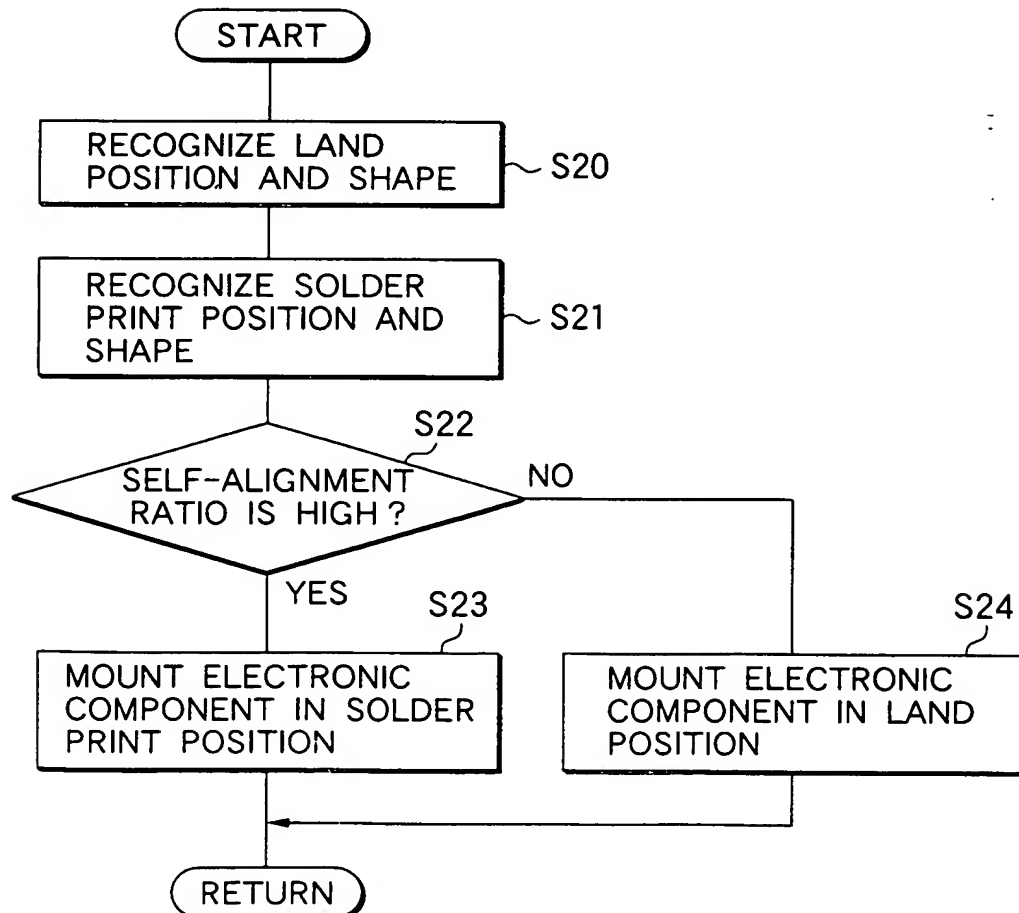 START
RECOGNIZE LAND
POSITION AND SHAPE
S20
RECOGNIZE SOLDER
PRINT POSITION AND
SHAPE
S21
S22
SELF-ALIGNMENT
RATIO IS HIGH?
NO
YES
S23
MOUNT ELECTRONIC
COMPONENT IN SOLDER
PRINT POSITION
S24
MOUNT ELECTRONIC
COMPONENT IN LAND
POSITION
RETURN